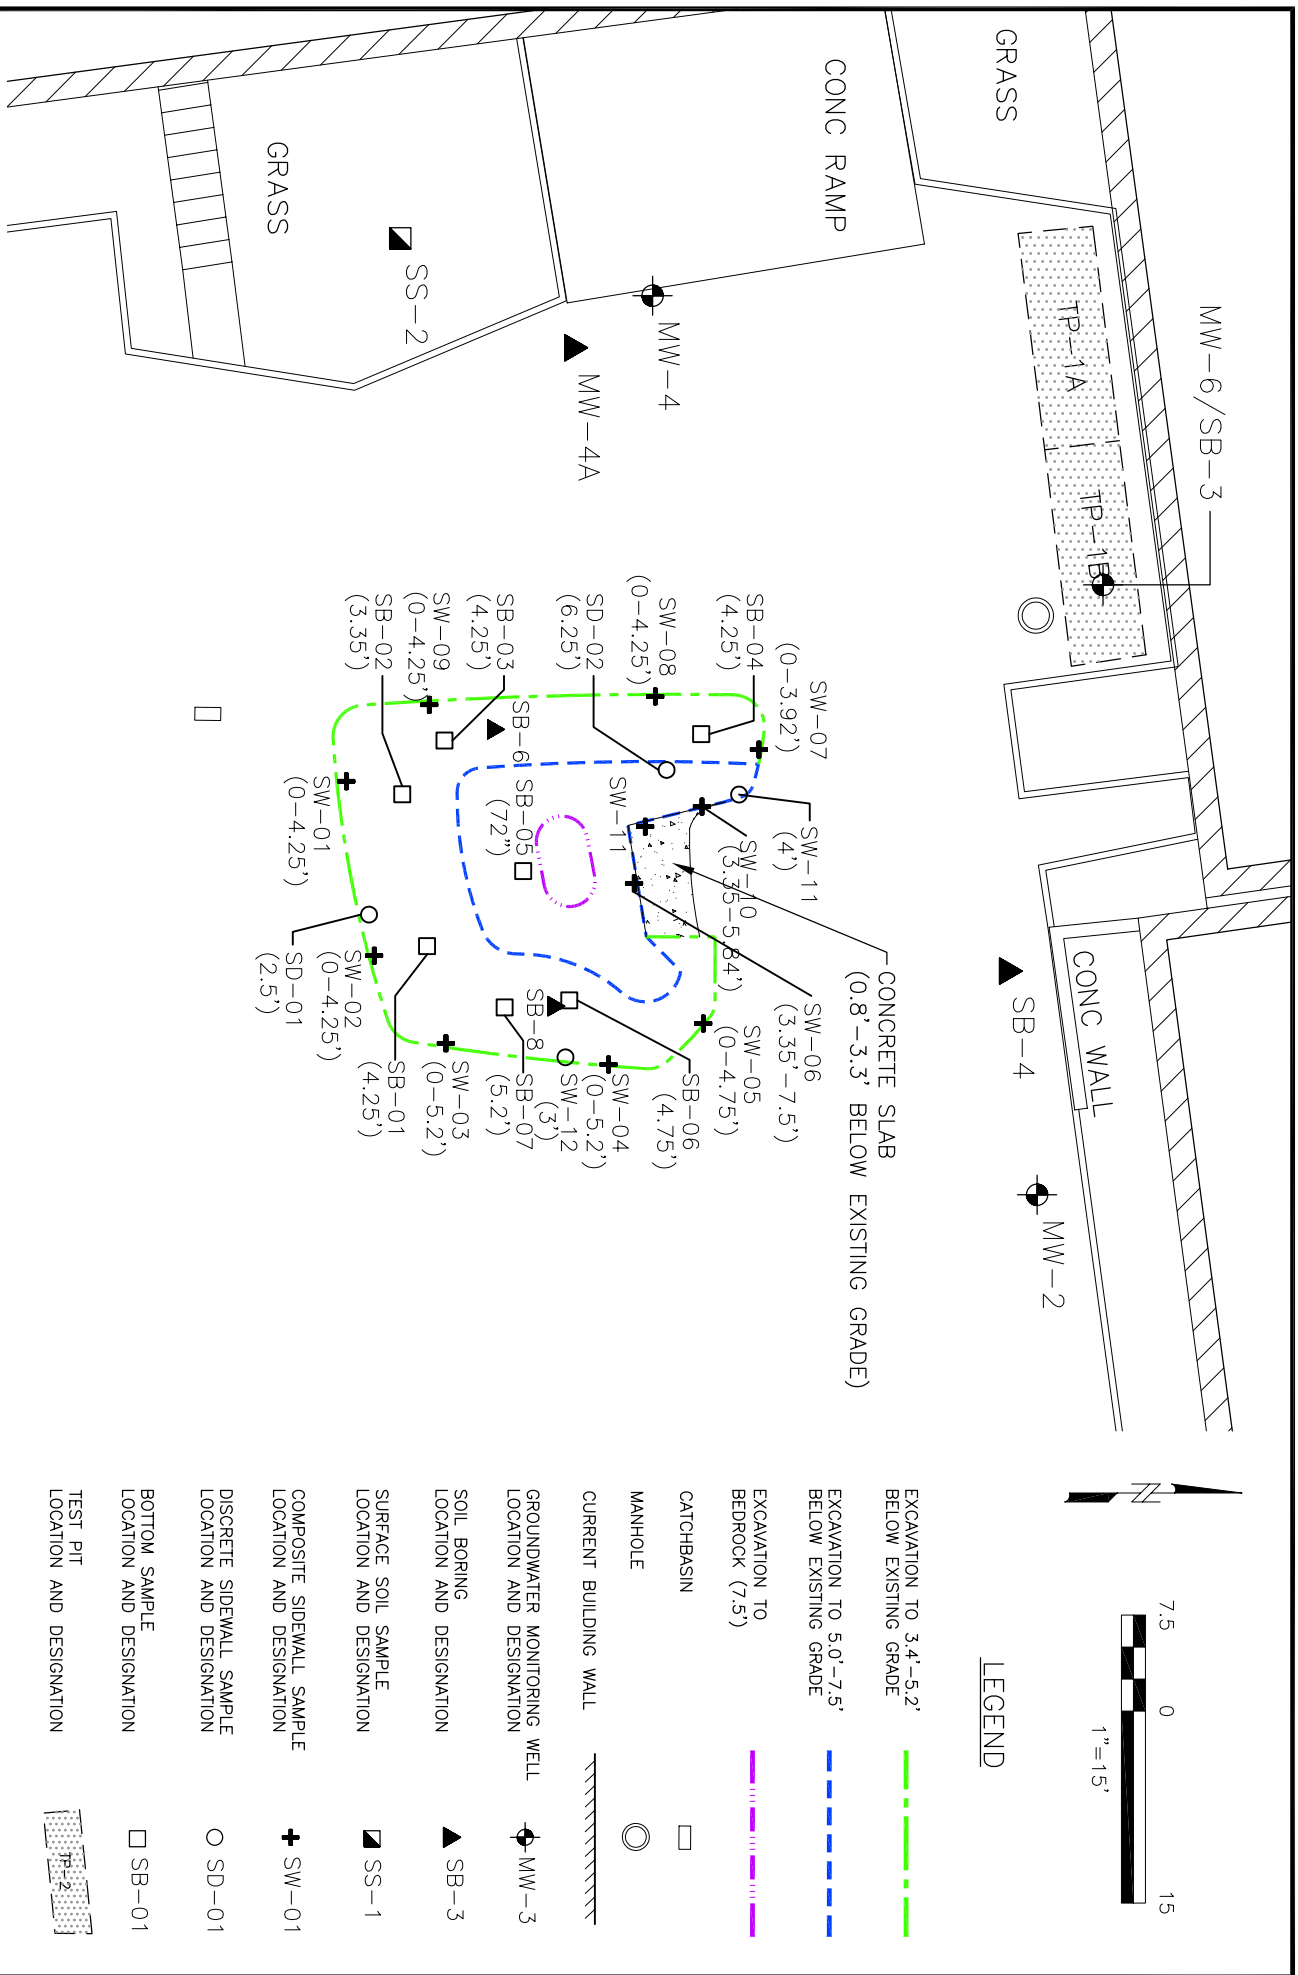 GRASS
CONC RAMP
GRASS
SS-2
MW-4
MW-4A
MW-6/SB-3
TP-1A
TP-1B
SB-4
CONC WALL
MW-2
SW-07
(0-3.92')
SB-04
(4.25')
SW-08
(0-4.25')
SD-02
(6.25')
SB-03
(4.25')
SW-09
(0-4.25')
SB-02
(3.35')
SB-6
SB-05
(72")
SW-11
SW-11
(4')
SW-10
(3.35-5.84')
CONCRETE SLAB
(0.8'-3.3' BELOW EXISTING GRADE)
SW-06
(3.35'-7.5')
SW-05
(0-4.75')
SB-06
(4.75')
SW-04
(0-5.2')
SW-12
(3')
SB-8
SB-07
(5.2')
SW-03
(0-5.2')
SB-01
(4.25')
SW-02
(0-4.25')
SD-01
(2.5')
SW-01
(0-4.25')
7.5
0
15
1"=15'
LEGEND
EXCAVATION TO 3.4'-5.2'
BELOW EXISTING GRADE
EXCAVATION TO 5.0'-7.5'
BELOW EXISTING GRADE
EXCAVATION TO
BEDROCK (7.5')
CATCHBASIN
MANHOLE
CURRENT BUILDING WALL
GROUNDWATER MONITORING WELL
LOCATION AND DESIGNATION
MW-3
SOIL BORING
LOCATION AND DESIGNATION
SB-3
SURFACE SOIL SAMPLE
LOCATION AND DESIGNATION
SS-1
COMPOSITE SIDEWALL SAMPLE
LOCATION AND DESIGNATION
SW-01
DISCRETE SIDEWALL SAMPLE
LOCATION AND DESIGNATION
SD-01
BOTTOM SAMPLE
LOCATION AND DESIGNATION
SB-01
TEST PIT
LOCATION AND DESIGNATION
TP-2